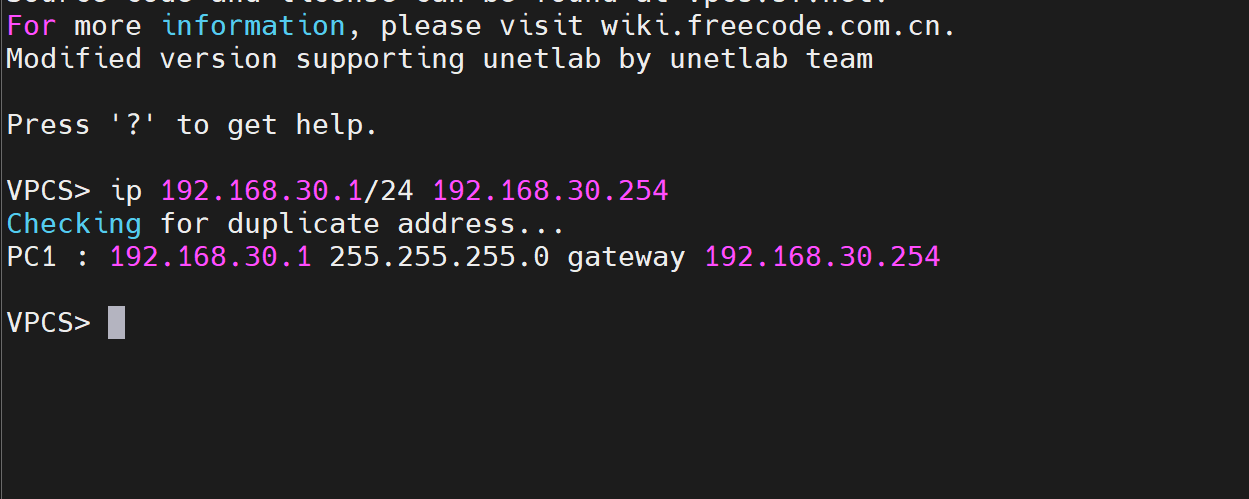 For more information, please visit wiki.freecode.com.cn.
Modified version supporting unetlab by unetlab team
Press '?' to get help.
VPCS> ip 192.168.30.1/24 192.168.30.254
Checking for duplicate address...
PC1 : 192.168.30.1 255.255.255.0 gateway 192.168.30.254
VPCS>